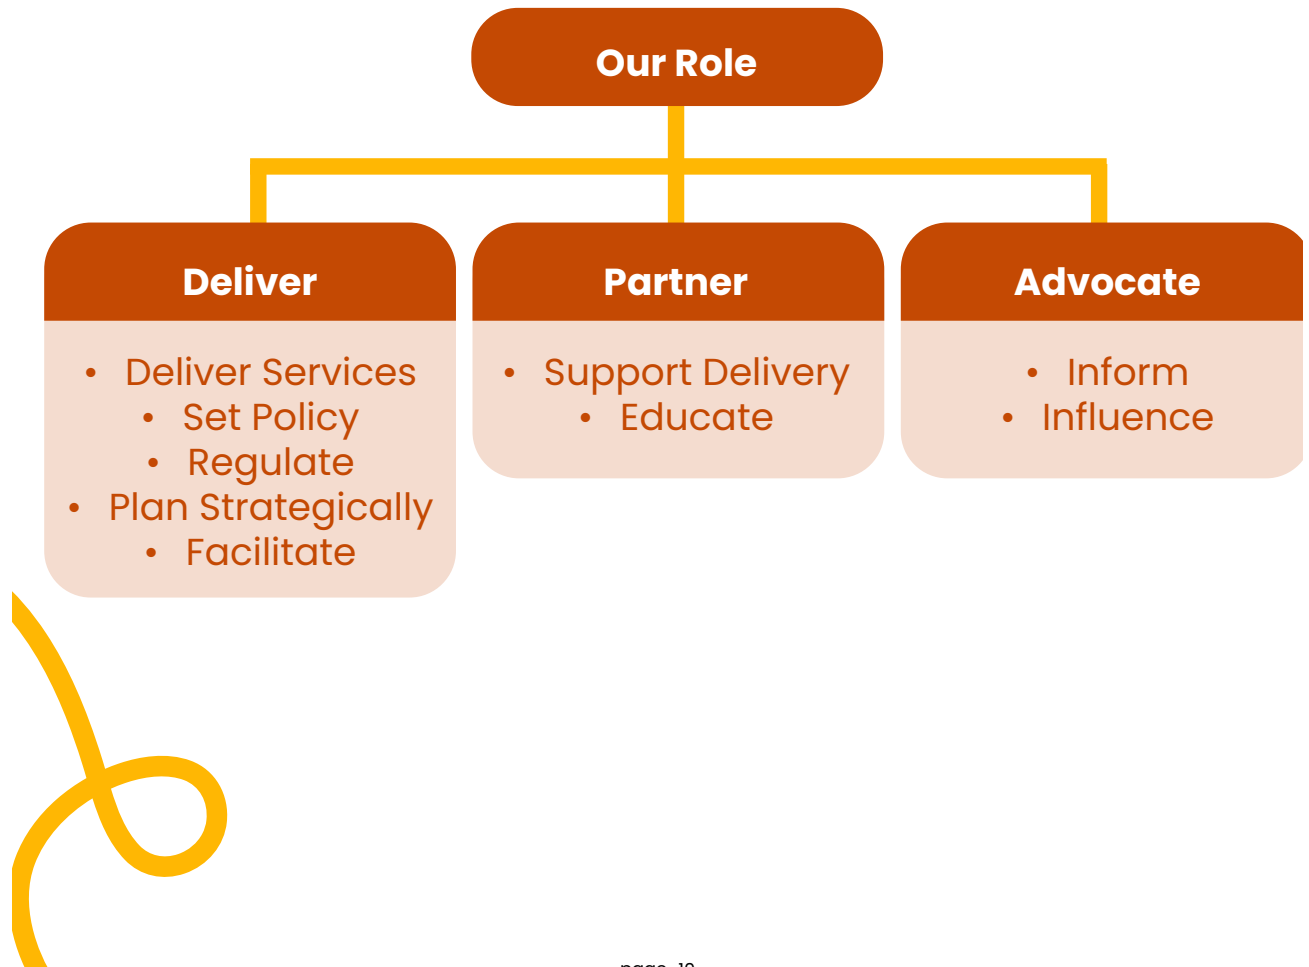 Our Role
Deliver
• Deliver Services
• Set Policy
• Regulate
• Plan Strategically
• Facilitate
Partner
• Support Delivery
• Educate
Advocate
• Inform
• Influence